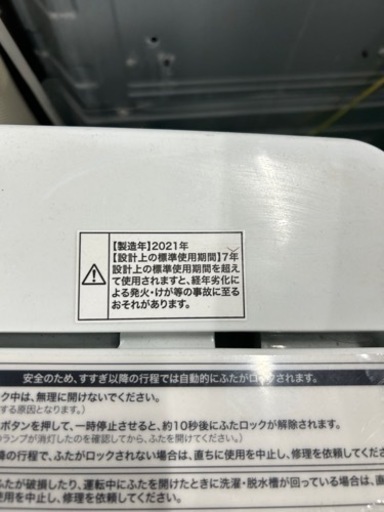 【製造年】2021年
【設計上の標準使用期間】7年
設計上の標準使用期間を超え
て使用されますと、経年劣化に
よる発火・けが等の事故に至る
おそれがあります。
安全のため、すすぎ以降の行程では自動的にふたがロックされます。
ック中は、無理に開けないでください。
する原因となります。）
ボタンを押して、一時停止させると、約10秒後にふたロックが解除されます。
ランプが消灯したのを確認してから、ふたを開けてください。）
降の行程で、ふたがロックされない場合は、直ちに使用を中止し、修理を依頼してく
たが破損したり、運転中にふたを開けたときに洗濯・脱水槽が回っている場合は、
使用を中止し、修理を依頼してください。